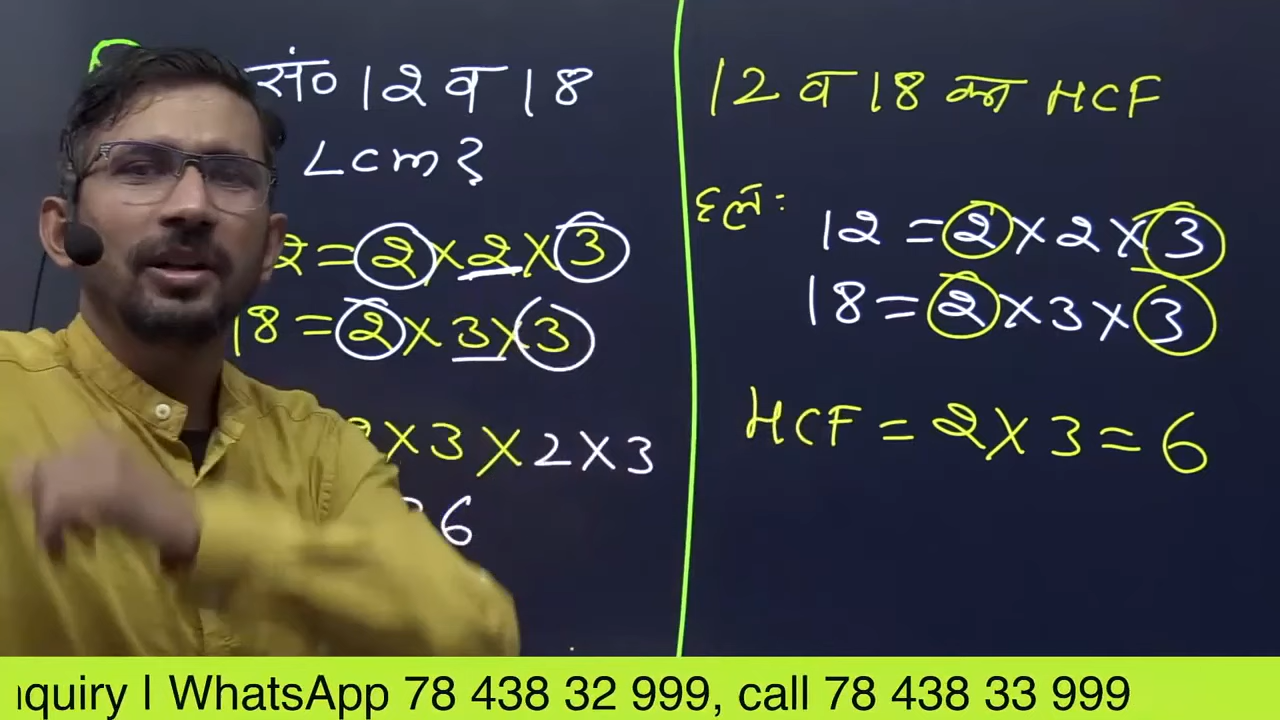 सं० 12 व 18
LCM?
2 = 2 × 2 × 3
18 = 2 × 3 × 3
2 × 3 × 2 × 3
6
12 व 18 का HCF
हल:
12 = 2 × 2 × 3
18 = 2 × 3 × 3
HCF = 2 × 3 = 6
nquiry | WhatsApp 78 438 32 999, call 78 438 33 999